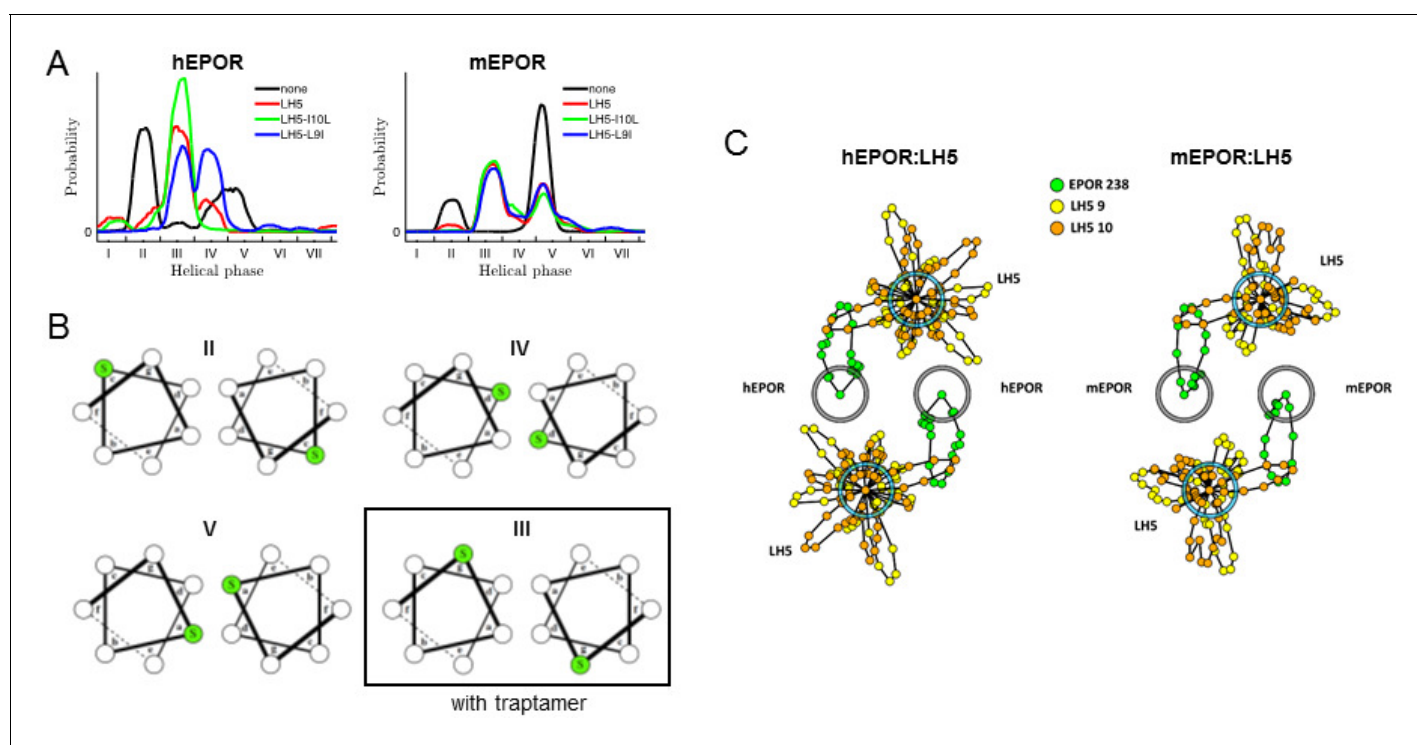 A
hEPOR
mEPOR
Probability
none
LH5
LH5-I10L
LH5-L9I
0
I II III IV V VI VII
Helical phase
Probability
none
LH5
LH5-I10L
LH5-L9I
0
I II III IV V VI VII
Helical phase
B
II
IV
S
S
S
S
V
III
S
S
S
S
with traptamer
C
hEPOR:LH5
mEPOR:LH5
EPOR 238
LH5 9
LH5 10
LH5
LH5
hEPOR
hEPOR
mEPOR
mEPOR
LH5
LH5